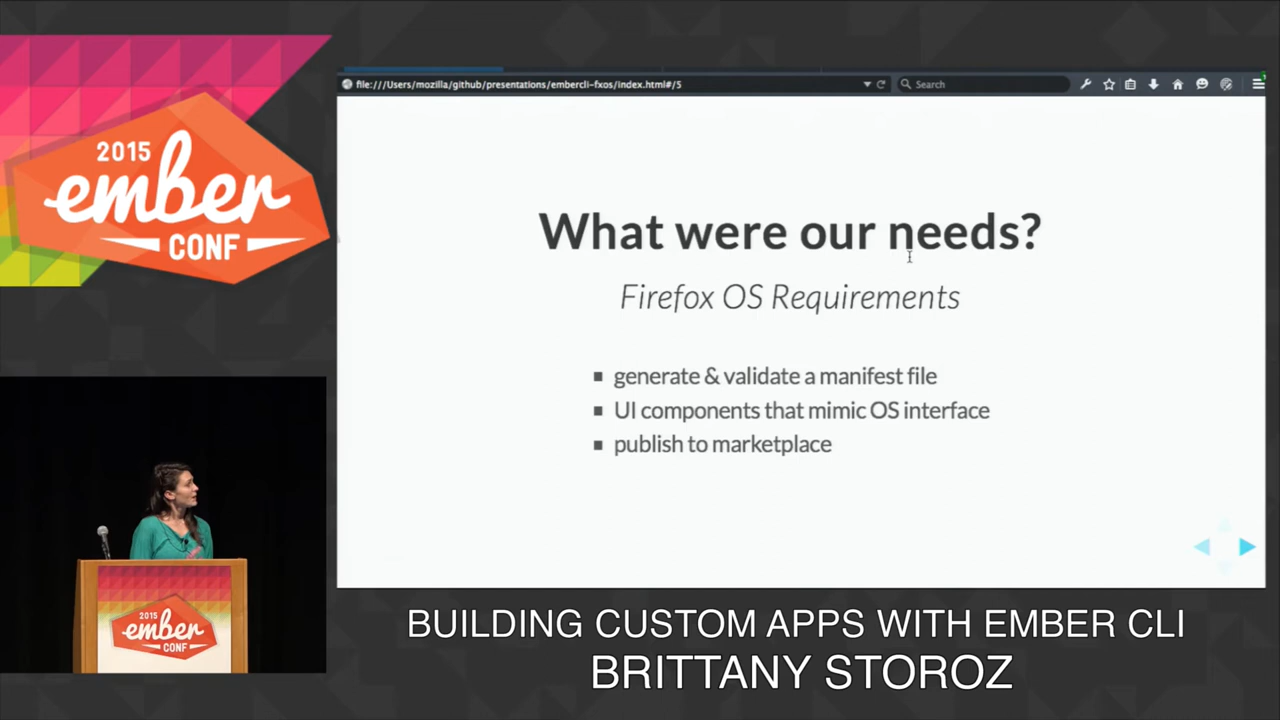 2015
ember
CONF
file:///Users/mozilla/github/presentations/embercli-fxos/index.html#/5
Search
What were our needs?
Firefox OS Requirements
generate & validate a manifest file
UI components that mimic OS interface
publish to marketplace
2015
ember
CONF
BUILDING CUSTOM APPS WITH EMBER CLI
BRITTANY STOROZ